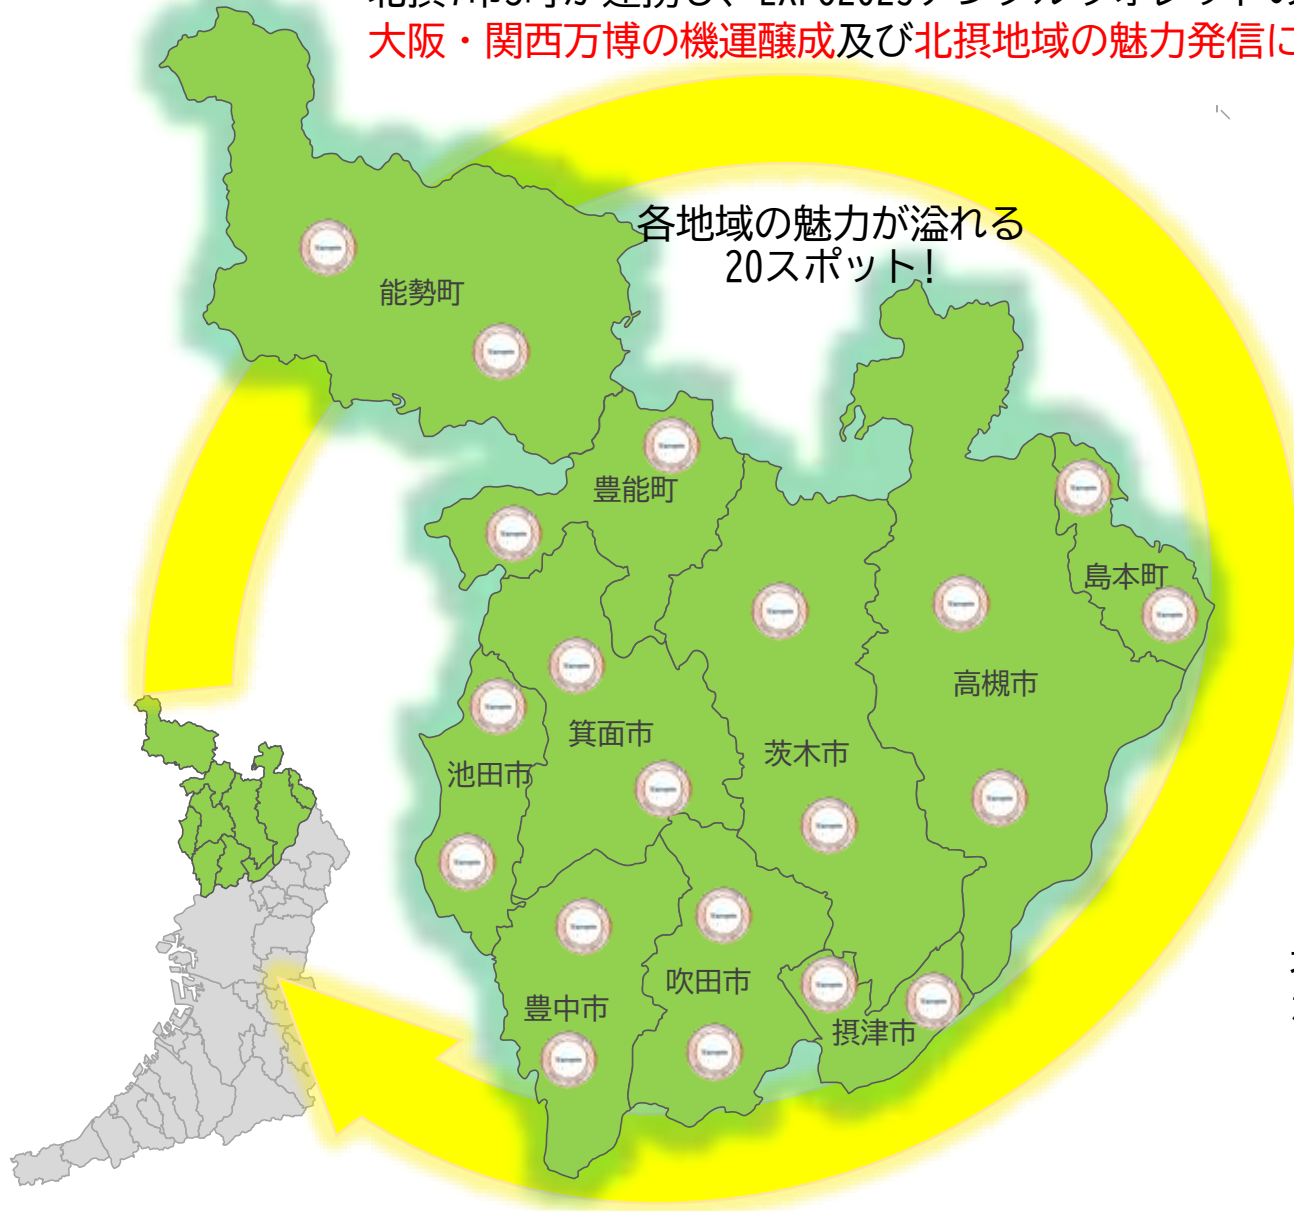 大阪・関西万博の機運醸成及び北摂地域の魅力発信に
各地域の魅力が溢れる
20スポット!
能勢町
豊能町
島本町
高槻市
箕面市
茨木市
池田市
吹田市
豊中市
摂津市